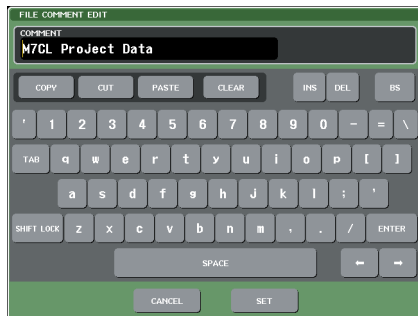 FILE COMMENT EDIT
COMMENT
M7CL Project Data
COPY CUT PASTE CLEAR INS DEL BS
' 1 2 3 4 5 6 7 8 9 0 - = \
TAB q w e r t y u i o p [ ]
a s d f g h j k l ; '
SHIFT LOCK z x c v b n m , . / ENTER
SPACE ← →
CANCEL SET